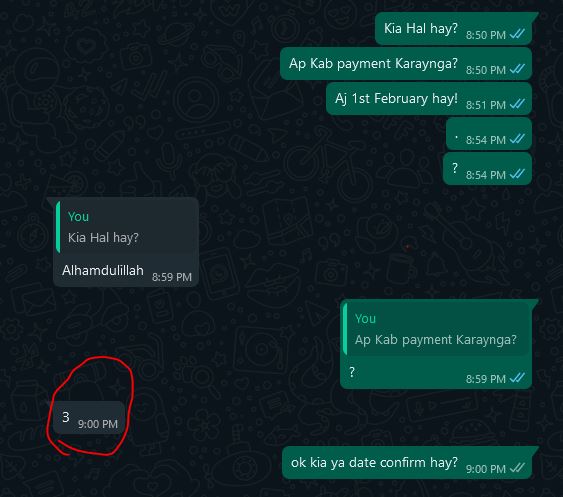 Kia Hal hay? 8:50 PM
Ap Kab payment Karaynga? 8:50 PM
Aj 1st February hay! 8:51 PM
. 8:54 PM
? 8:54 PM
You
Kia Hal hay?
Alhamdulillah 8:59 PM
You
Ap Kab payment Karaynga?
? 8:59 PM
3 9:00 PM
ok kia ya date confirm hay? 9:00 PM